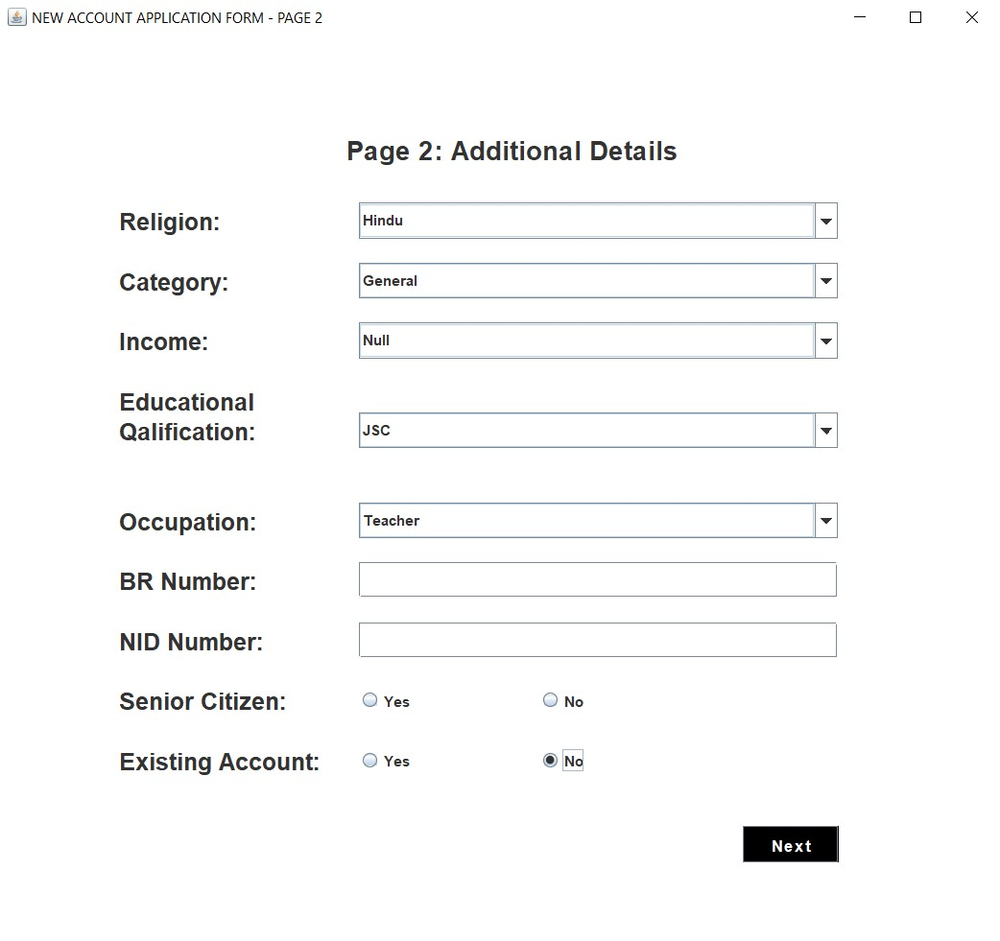 NEW ACCOUNT APPLICATION FORM - PAGE 2
Page 2: Additional Details
Religion: Hindu
Category: General
Income: Null
Educational
Qalification: JSC
Occupation: Teacher
BR Number:
NID Number:
Senior Citizen: Yes No
Existing Account: Yes No
Next